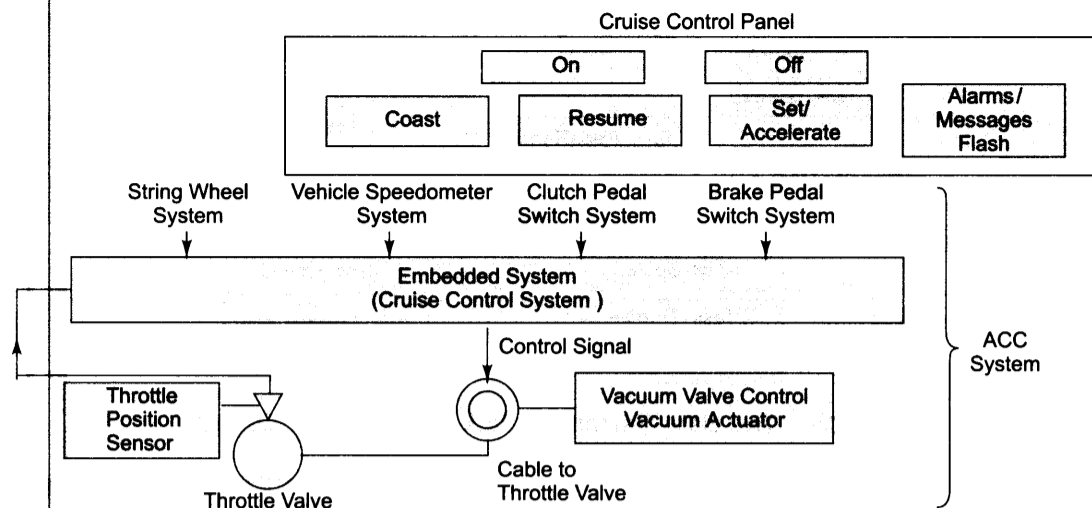 Cruise Control Panel
On
Off
Coast
Resume
Set/
Accelerate
Alarms/
Messages
Flash
String Wheel
System
Vehicle Speedometer
System
Clutch Pedal
Switch System
Brake Pedal
Switch System
Embedded System
(Cruise Control System )
Control Signal
ACC
System
Throttle
Position
Sensor
Vacuum Valve Control
Vacuum Actuator
Cable to
Throttle Valve
Throttle Valve